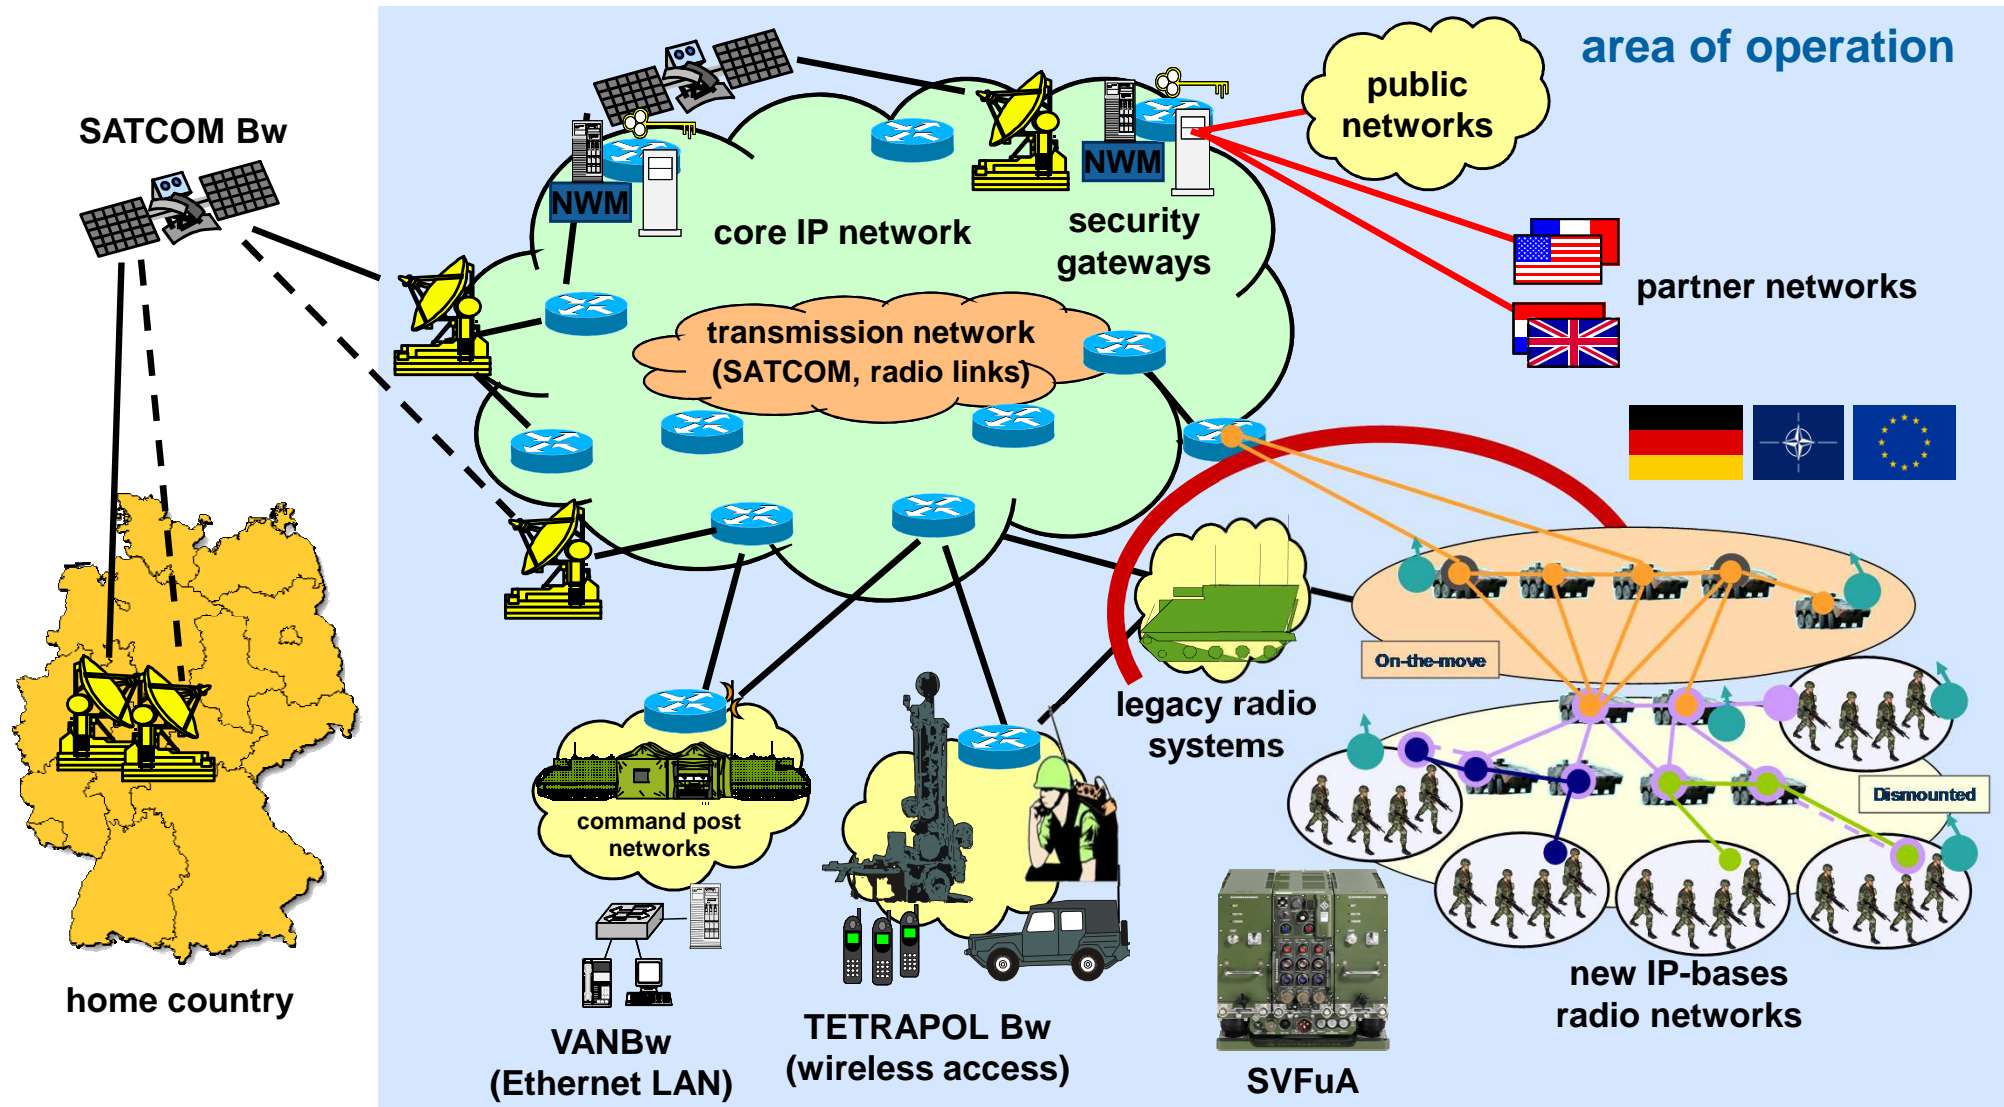 area of operation
public
networks
SATCOM Bw
NWM
NWM
core IP network
security
gateways
partner networks
transmission network
(SATCOM, radio links)
On-the-move
legacy radio
systems
Dismounted
command post
networks
new IP-bases
radio networks
home country
VANBw
(Ethernet LAN)
TETRAPOL Bw
(wireless access)
SVFuA